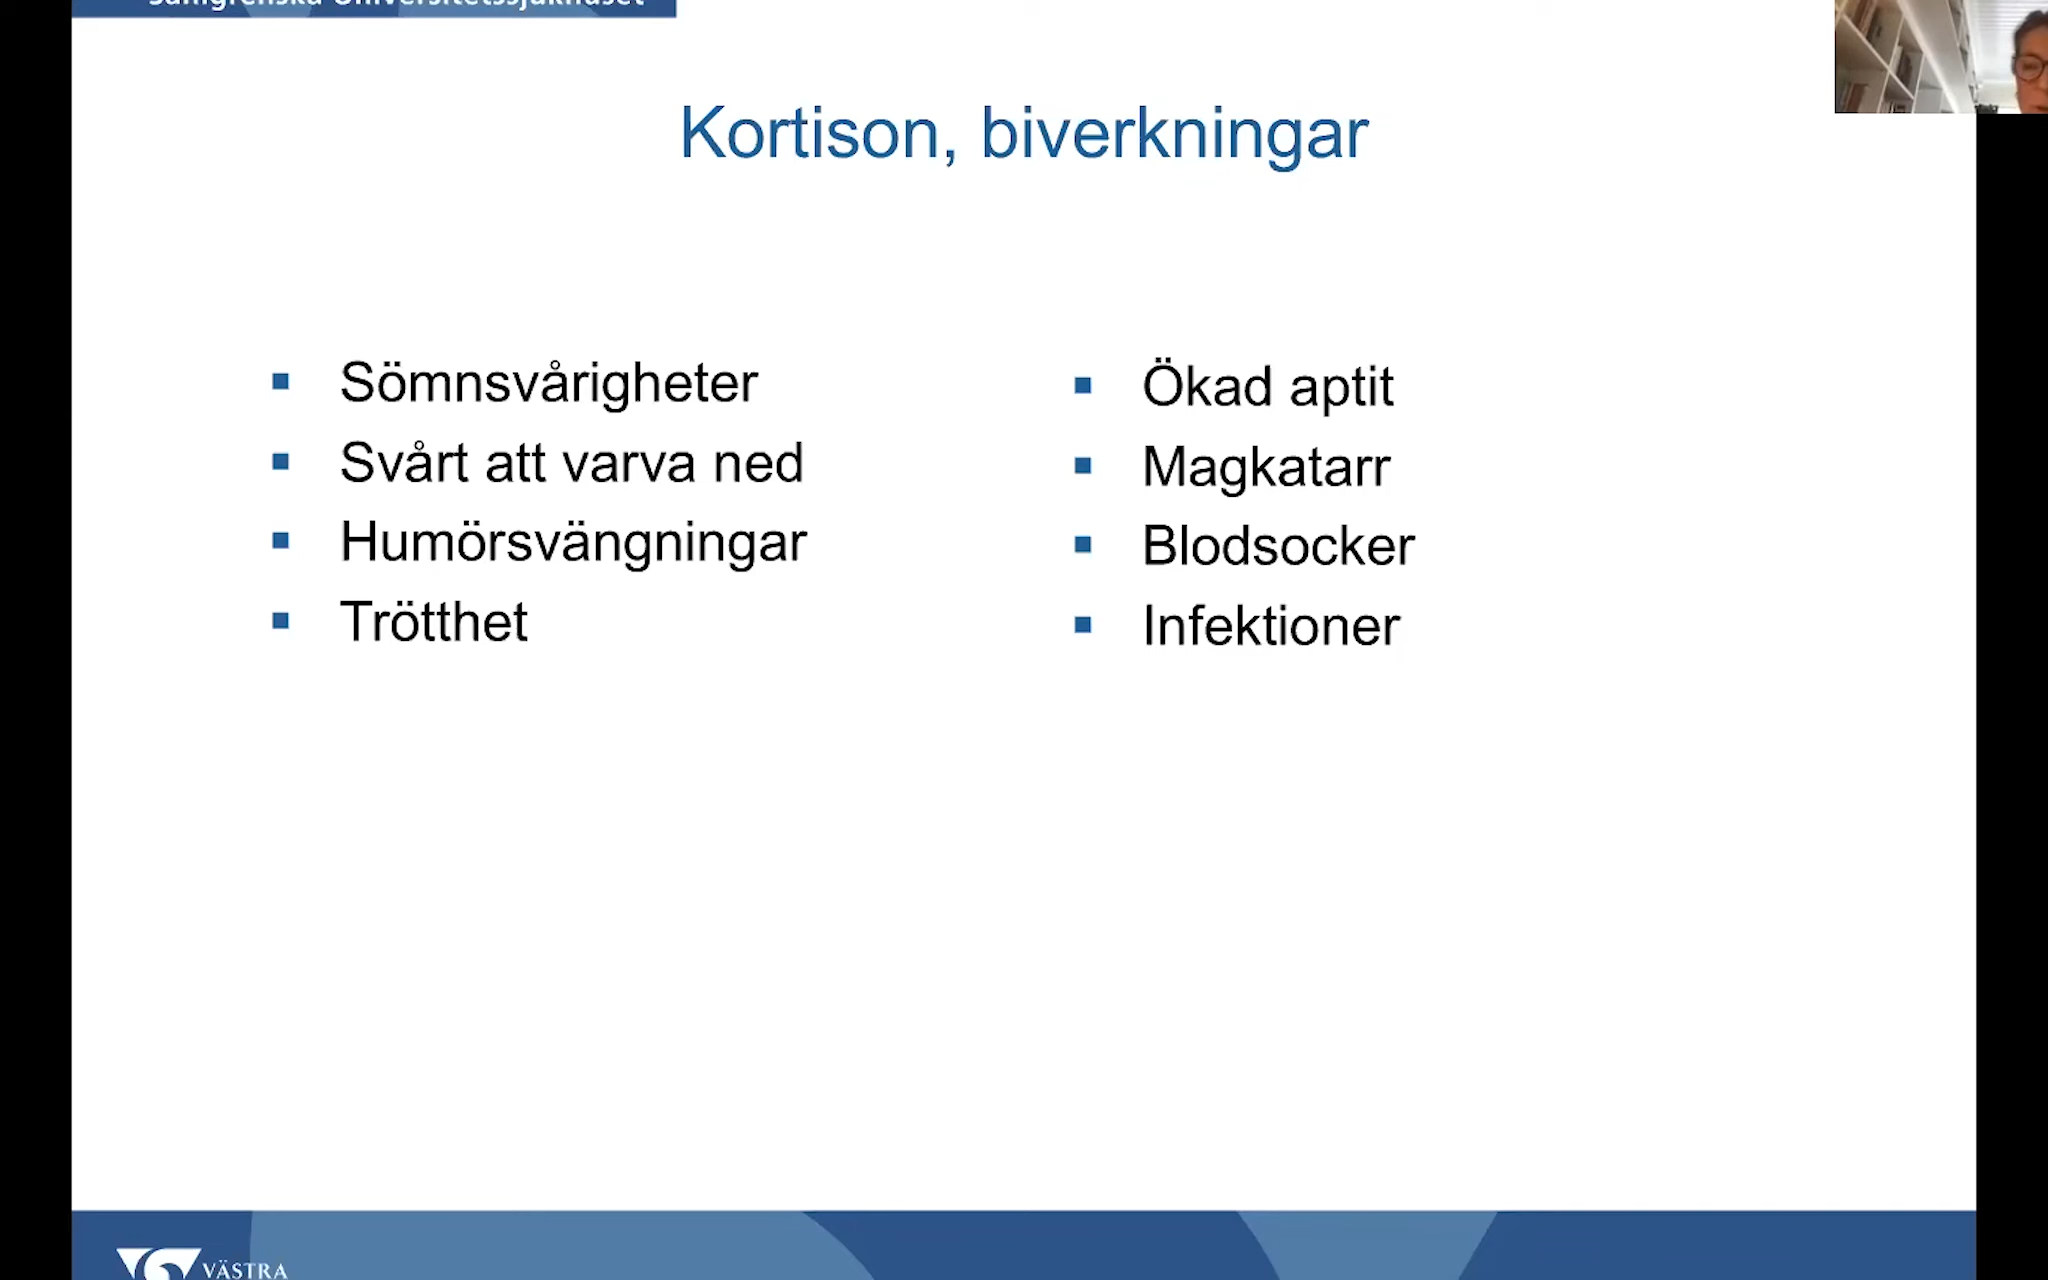 Sahlgrenska Universitetssjukhuset
Kortison, biverkningar
Sömnsvårigheter
Svårt att varva ned
Humörsvängningar
Trötthet
Ökad aptit
Magkatarr
Blodsocker
Infektioner
VÄSTRA